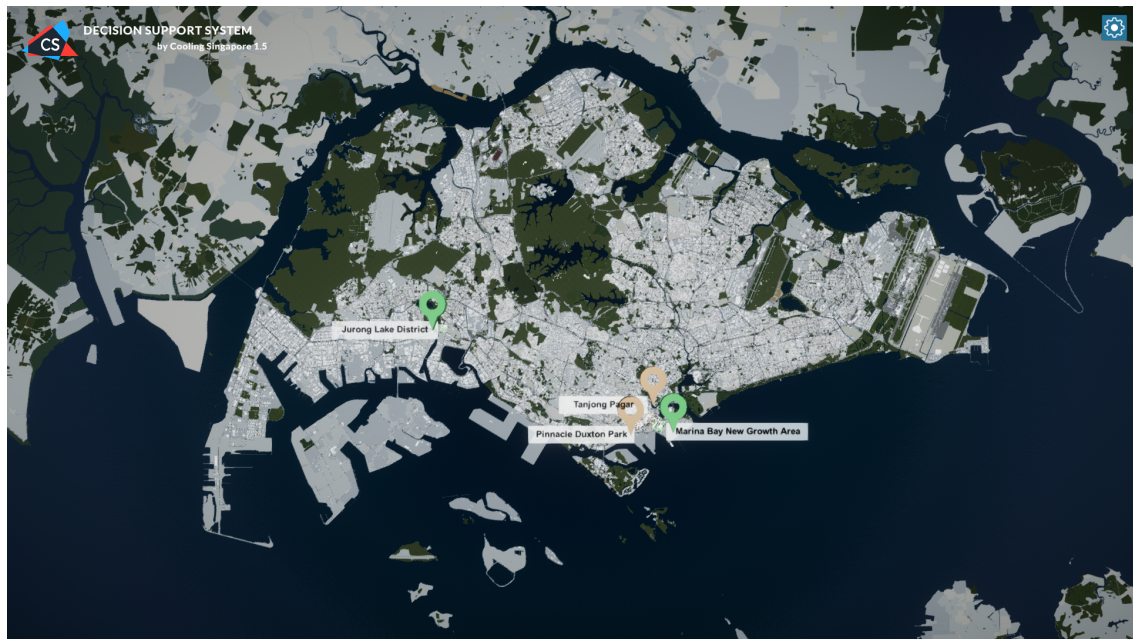 CS
DECISION SUPPORT SYSTEM
by Cooling Singapore 1.5
Jurong Lake District
Tanjong Pagar
Pinnacie Duxton Park
Marina Bay New Growth Area